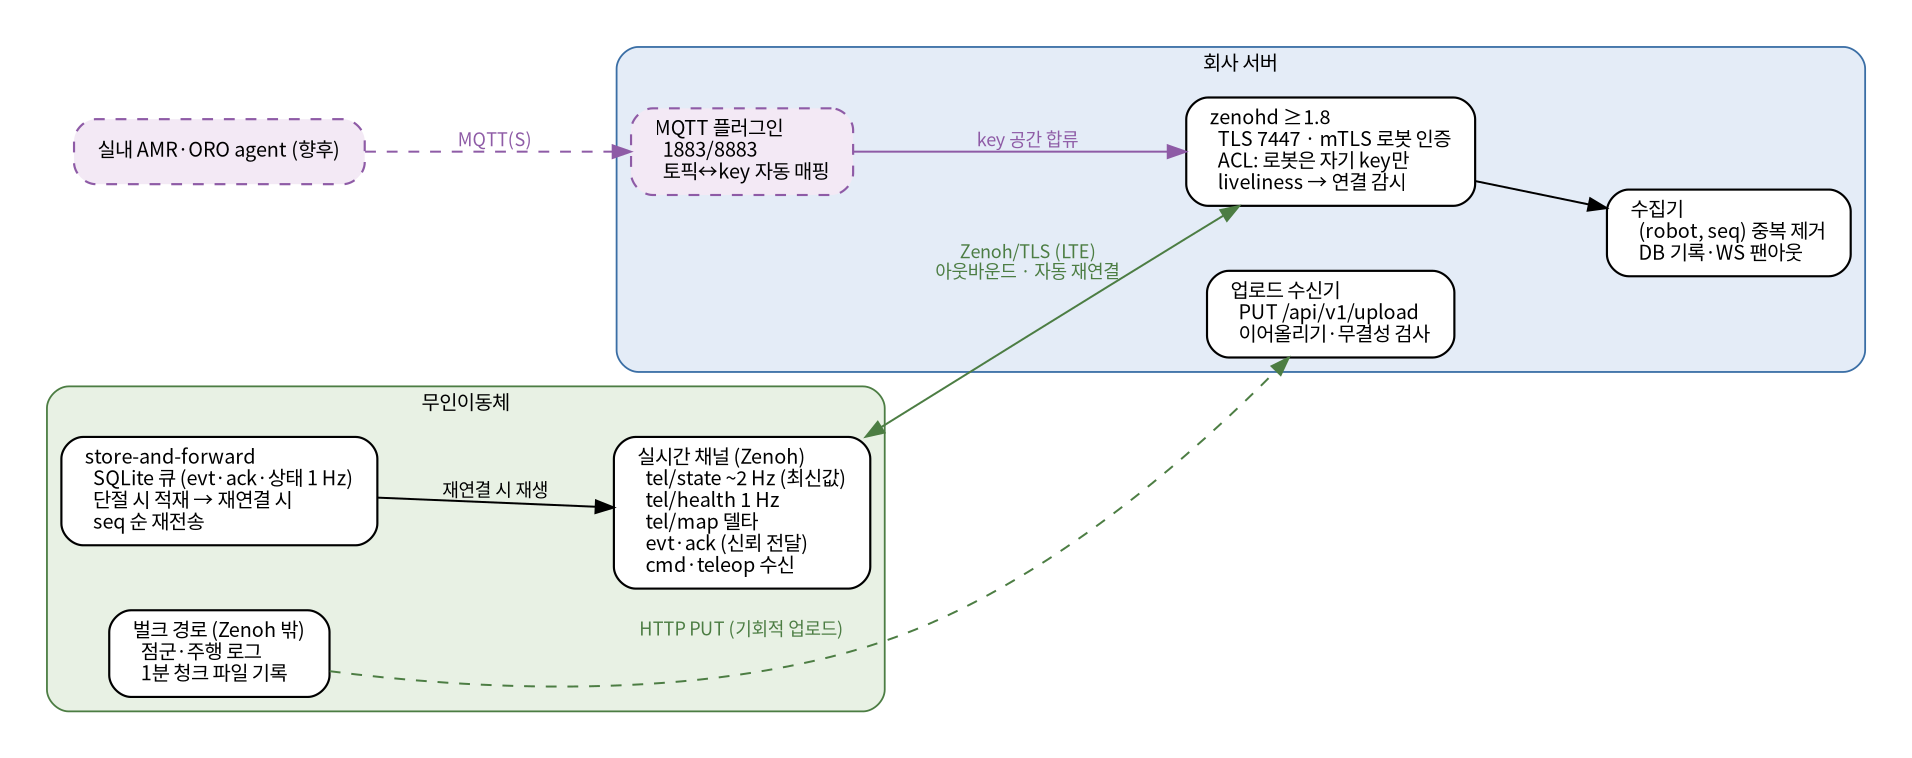 회사 서버
실내 AMR·ORO agent (향후)
MQTT(S)
MQTT 플러그인
1883/8883
토픽↔key 자동 매핑
key 공간 합류
zenohd ≥1.8
TLS 7447 · mTLS 로봇 인증
ACL: 로봇은 자기 key만
liveliness → 연결 감시
수집기
(robot, seq) 중복 제거
DB 기록·WS 팬아웃
Zenoh/TLS (LTE)
아웃바운드 · 자동 재연결
업로드 수신기
PUT /api/v1/upload
이어올리기·무결성 검사
무인이동체
store-and-forward
SQLite 큐 (evt·ack·상태 1 Hz)
단절 시 적재 → 재연결 시
seq 순 재전송
재연결 시 재생
실시간 채널 (Zenoh)
tel/state ~2 Hz (최신값)
tel/health 1 Hz
tel/map 델타
evt·ack (신뢰 전달)
cmd·teleop 수신
벌크 경로 (Zenoh 밖)
점군·주행 로그
1분 청크 파일 기록
HTTP PUT (기회적 업로드)